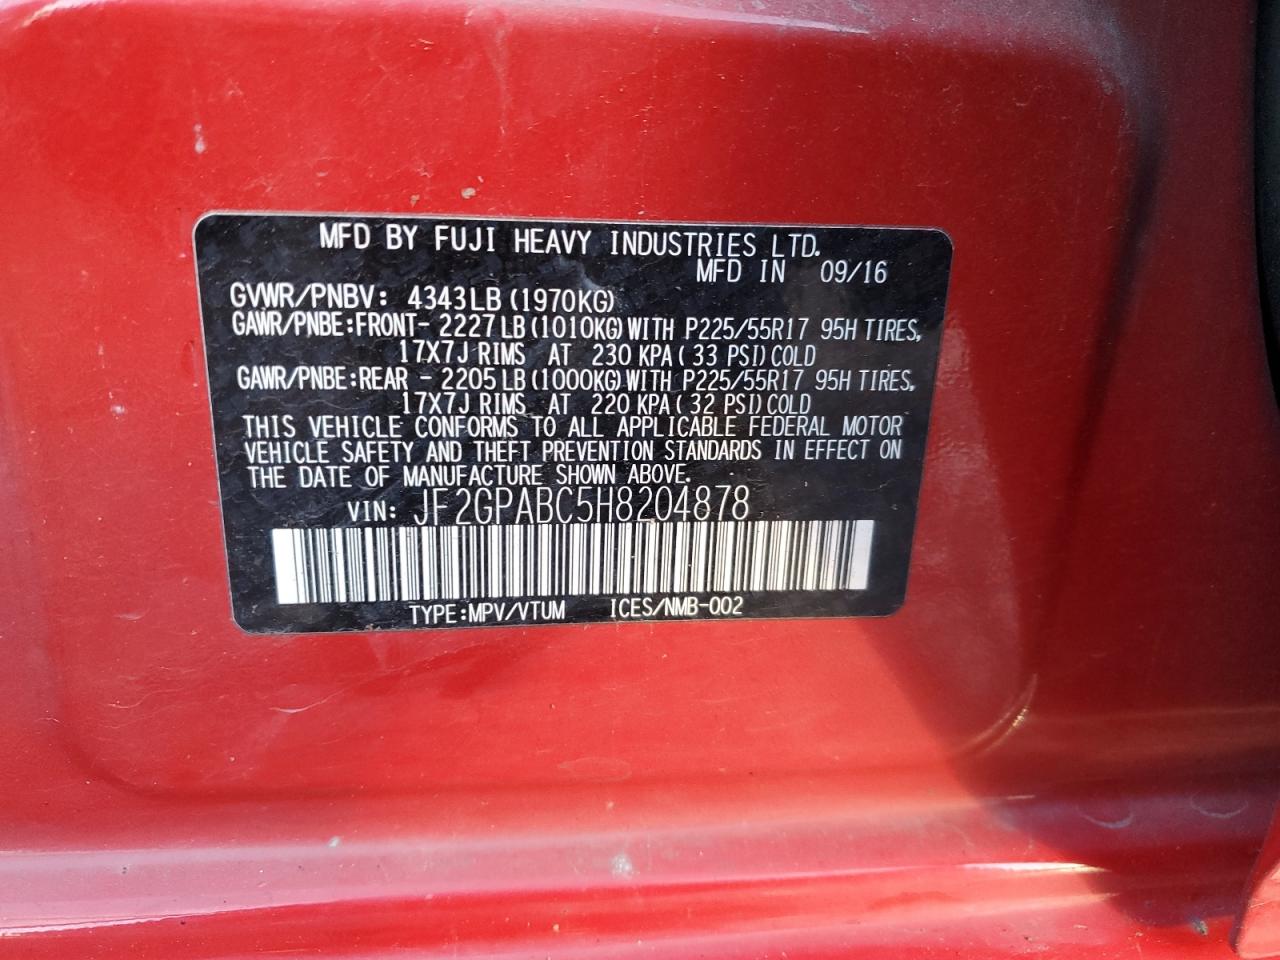 MFD BY FUJI HEAVY INDUSTRIES LTD.
MFD IN 09/16
GVWR/PNBV: 4343LB (1970KG)
GAWR/PNBE:FRONT- 2227LB(1010KG)WITH P225/55R17 95H TIRES,
17X7J RIMS AT 230 KPA( 33 PSI)COLD
GAWR/PNBE:REAR - 2205LB(1000KG)WITH P225/55R17 95H TIRES,
17X7J RIMS AT 220 KPA( 32 PSI)COLD
THIS VEHICLE CONFORMS TO ALL APPLICABLE FEDERAL MOTOR
VEHICLE SAFETY AND THEFT PREVENTION STANDARDS IN EFFECT ON
THE DATE OF MANUFACTURE SHOWN ABOVE.
VIN: JF2GPABC5H8204878
TYPE:MPV/VTUM ICES/NMB-002